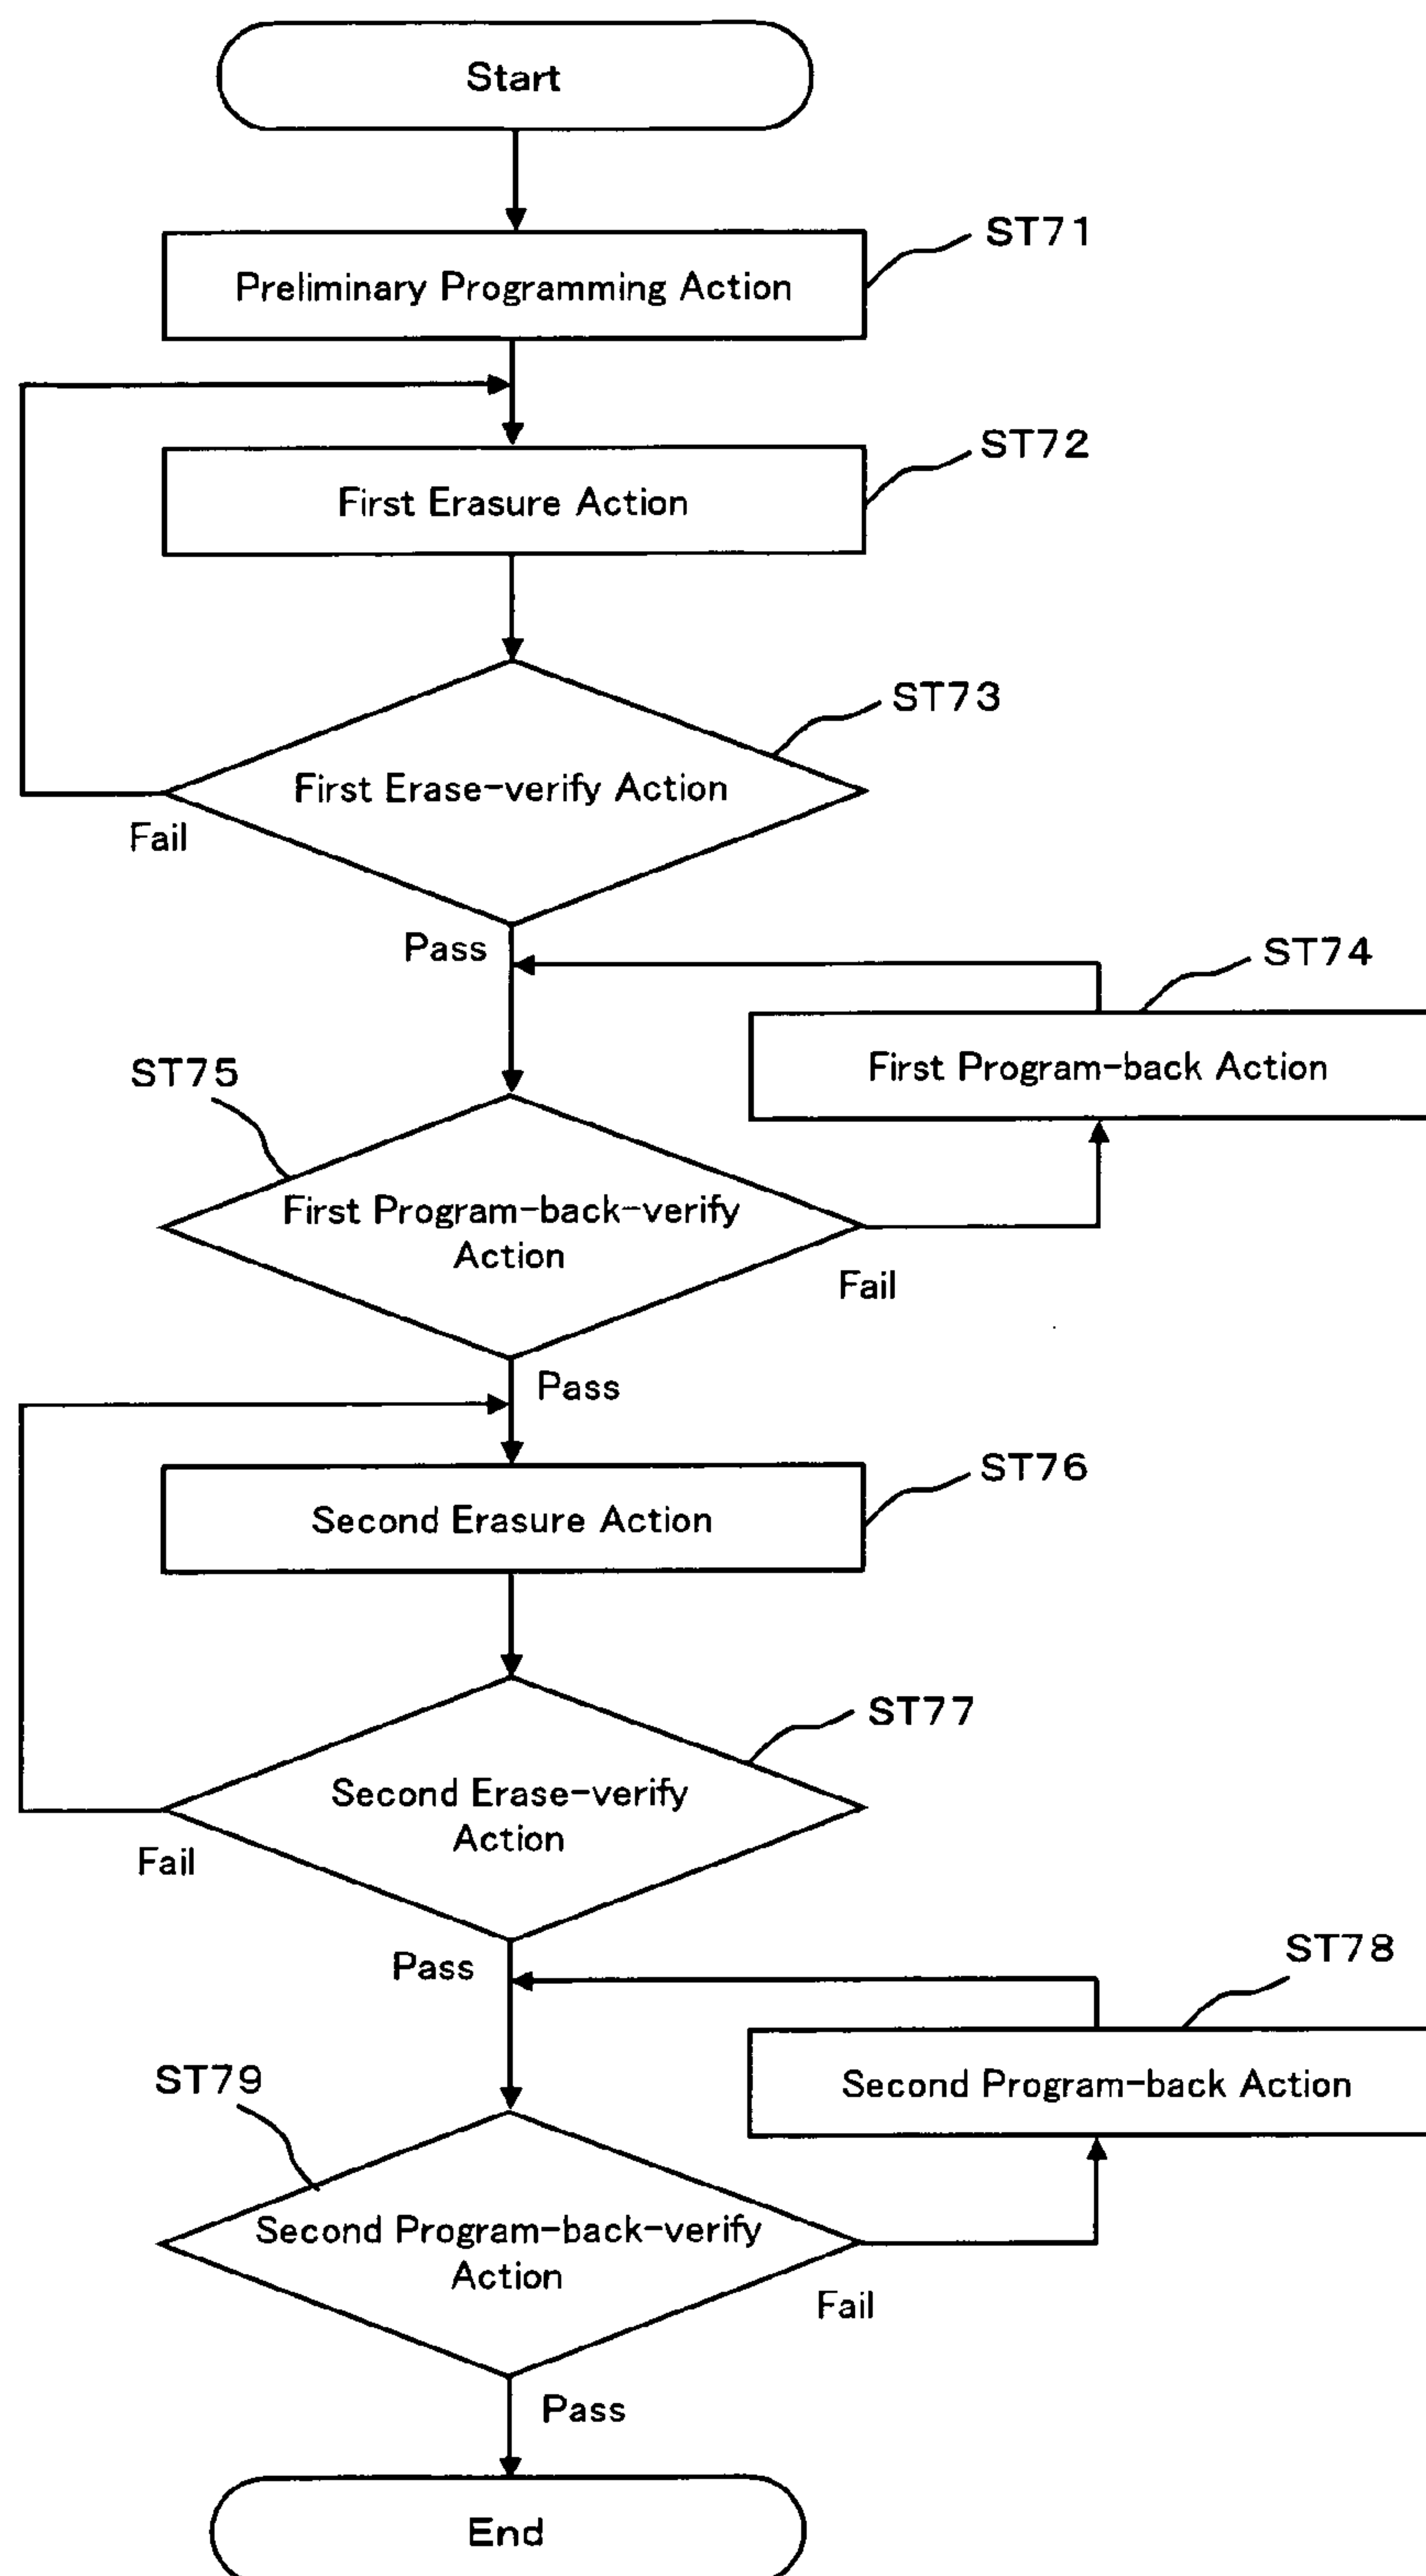 Start
ST71
Preliminary Programming Action
ST72
First Erasure Action
ST73
First Erase-verify Action
Fail
Pass
ST74
First Program-back Action
ST75
First Program-back-verify
Action
Fail
Pass
ST76
Second Erasure Action
ST77
Second Erase-verify
Action
Fail
Pass
ST78
Second Program-back Action
ST79
Second Program-back-verify
Action
Fail
Pass
End